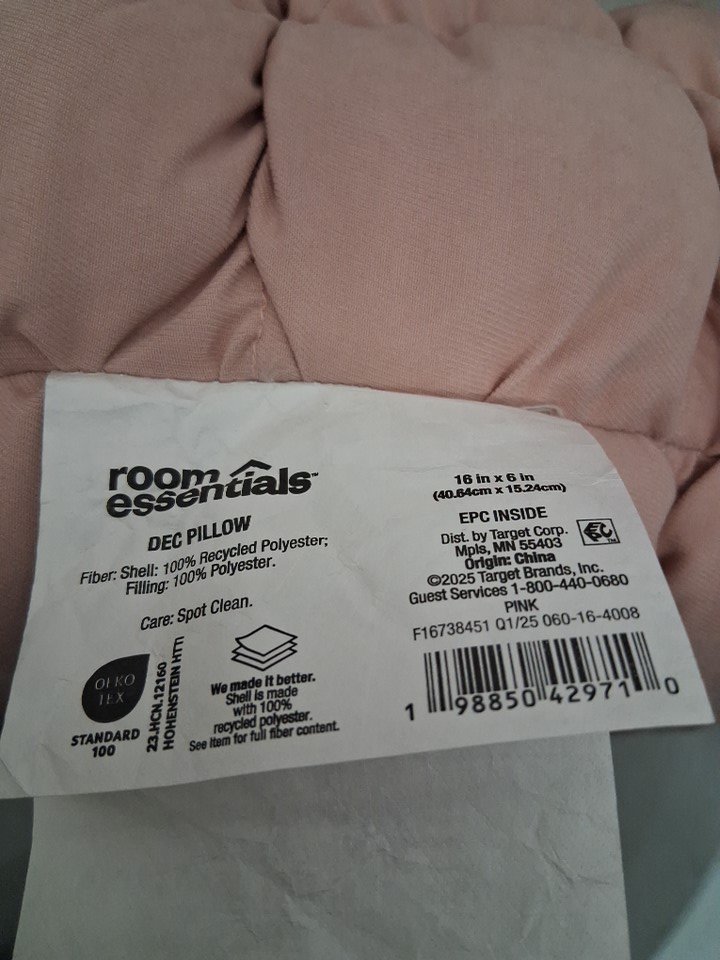 room
essentials™
DEC PILLOW
Fiber: Shell: 100% Recycled Polyester;
Filling: 100% Polyester.
Care: Spot Clean.
OEKO
TEX
STANDARD
100
23.HCN.12160
HOHENSTEIN HTTI
We made it better.
Shell is made
with 100%
recycled polyester.
See item for full fiber content.
16 in x 6 in
(40.64cm x 15.24cm)
EPC INSIDE
Dist. by Target Corp.
Mpls, MN 55403
Origin: China
©2025 Target Brands, Inc.
Guest Services 1-800-440-0680
PINK
F16738451 Q1/25 060-16-4008
1 98850 42971 0